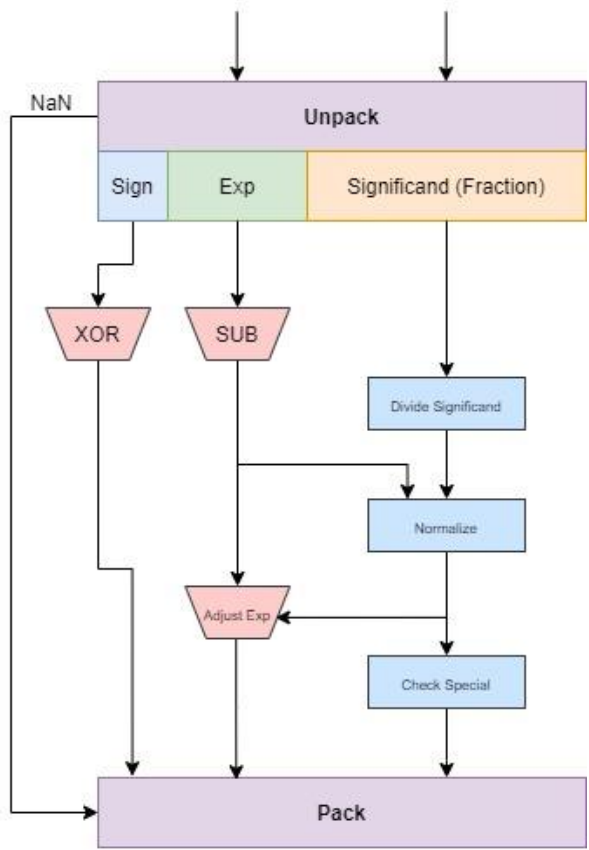 NaN
Unpack
Sign
Exp
Significand (Fraction)
XOR
SUB
Divide Significand
Normalize
Adjust Exp
Check Special
Pack